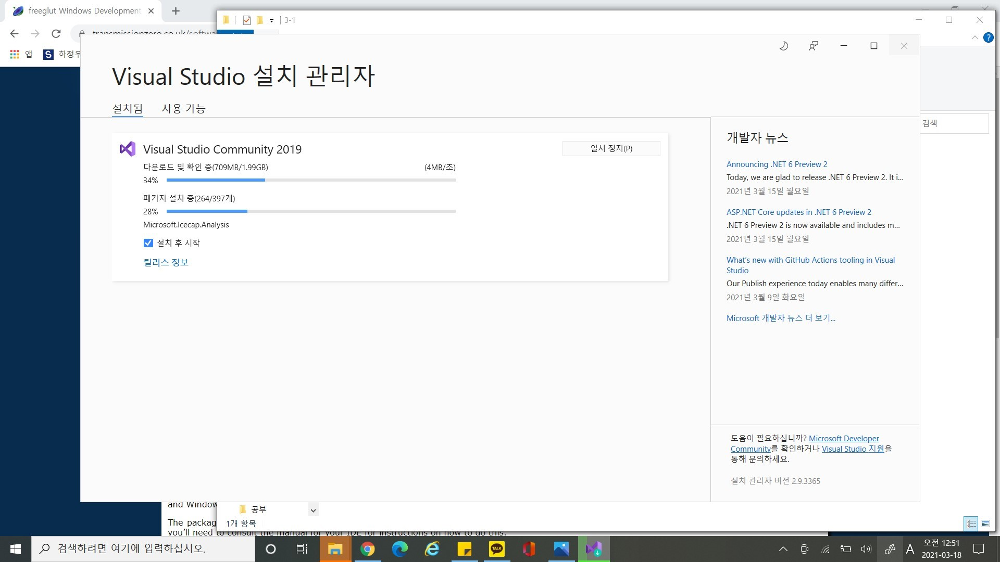 freeglut Windows Development
3-1
앱
하정우
Visual Studio 설치 관리자
설치됨 사용 가능
Visual Studio Community 2019
일시 정지(P)
다운로드 및 확인 중(709MB/1.99GB) (4MB/초)
34%
패키지 설치 중(264/397개)
28%
Microsoft.Icecap.Analysis
설치 후 시작
릴리스 정보
검색
개발자 뉴스
Announcing .NET 6 Preview 2
Today, we are glad to release .NET 6 Preview 2. It i...
2021년 3월 15일 월요일
ASP.NET Core updates in .NET 6 Preview 2
.NET 6 Preview 2 is now available and includes m...
2021년 3월 15일 월요일
What's new with GitHub Actions tooling in Visual
Studio
Our Publish experience today enables many differ...
2021년 3월 9일 화요일
Microsoft 개발자 뉴스 더 보기...
도움이 필요하십니까? Microsoft Developer
Community를 확인하거나 Visual Studio 지원을
통해 문의하세요.
설치 관리자 버전 2.9.3365
and Window
공부
The packag
1개 항목
you'll need to consult the manual for your IDE for instructions on how to do this.
검색하려면 여기에 입력하십시오.
TALK
A
오전 12:51
2021-03-18